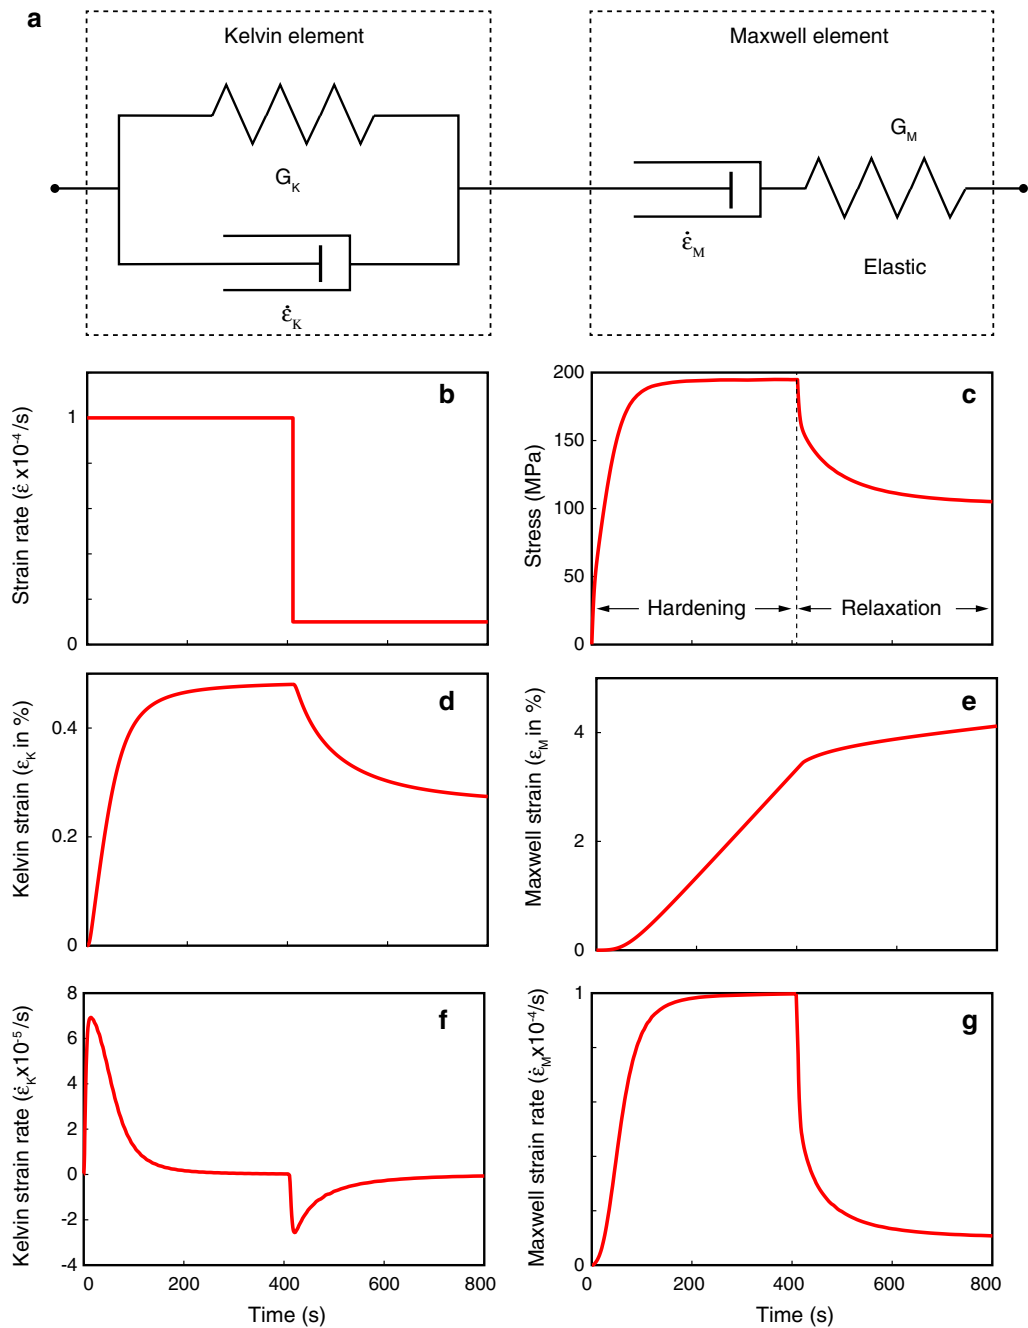 a
Kelvin element
Maxwell element
G_K
G_M
ε̇_K
ε̇_M
Elastic
b
Strain rate (ε̇ x10⁻⁴/s)
1
0
c
Stress (MPa)
200
150
100
50
0
Hardening
Relaxation
d
Kelvin strain (ε_K in %)
0.4
0.2
0
e
Maxwell strain (ε_M in %)
4
2
0
f
Kelvin strain rate (ε̇_K x10⁻⁵/s)
8
6
4
2
0
-2
-4
0 200 400 600 800
Time (s)
g
Maxwell strain rate (ε̇_M x10⁻⁴/s)
1
0
0 200 400 600 800
Time (s)